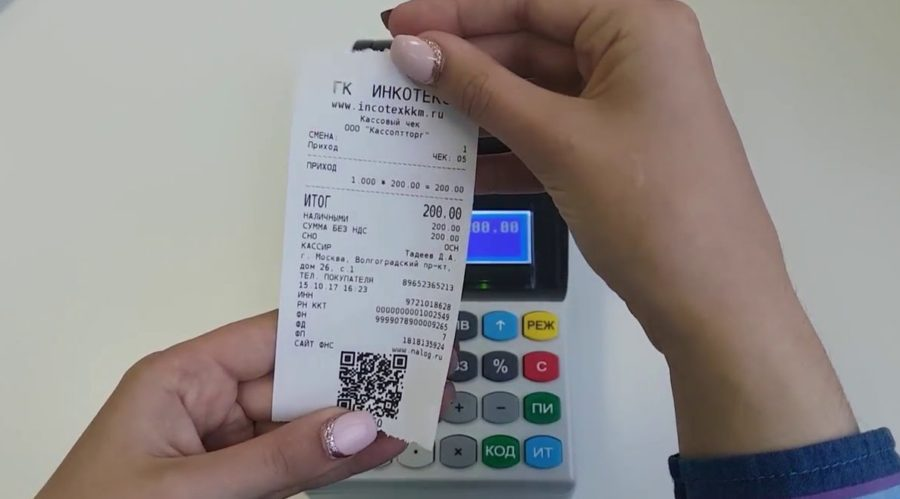 ГК ИНКОТЕКС
www.incotexkkm.ru
Кассовый чек
ООО "Кассоптторг"
СМЕНА: 1
Приход ЧЕК: 05
ПРИХОД
1.000 * 200.00 = 200.00
ИТОГ 200.00
НАЛИЧНЫМИ 200.00
СУММА БЕЗ НДС 200.00
СНО ОСН
КАССИР Тадеев Д.А.
г. Москва, Волгоградский пр-кт,
дом 26, с.1
ТЕЛ. ПОКУПАТЕЛЯ 89652365213
15.10.17 16 23
ИНН 9721018628
РН ККТ 0000000001002549
ФН 9999078900009265
ФД 7
ФП 1818135924
САЙТ ФНС www.nalog.ru
00.00
↑ РЕЖ
% C
+ − ПИ
× КОД ИТ